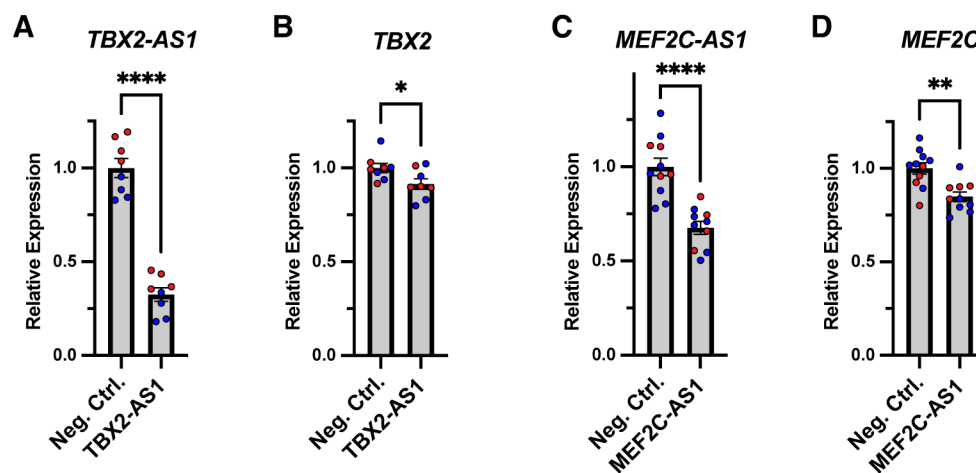 A
TBX2-AS1
****
Relative Expression
1.0
0.5
0.0
Neg. Ctrl.
TBX2-AS1
B
TBX2
*
Relative Expression
1.0
0.5
0.0
Neg. Ctrl.
TBX2-AS1
C
MEF2C-AS1
****
Relative Expression
1.0
0.5
0.0
Neg. Ctrl.
MEF2C-AS1
D
MEF2C
**
Relative Expression
1.0
0.5
0.0
Neg. Ctrl.
MEF2C-AS1